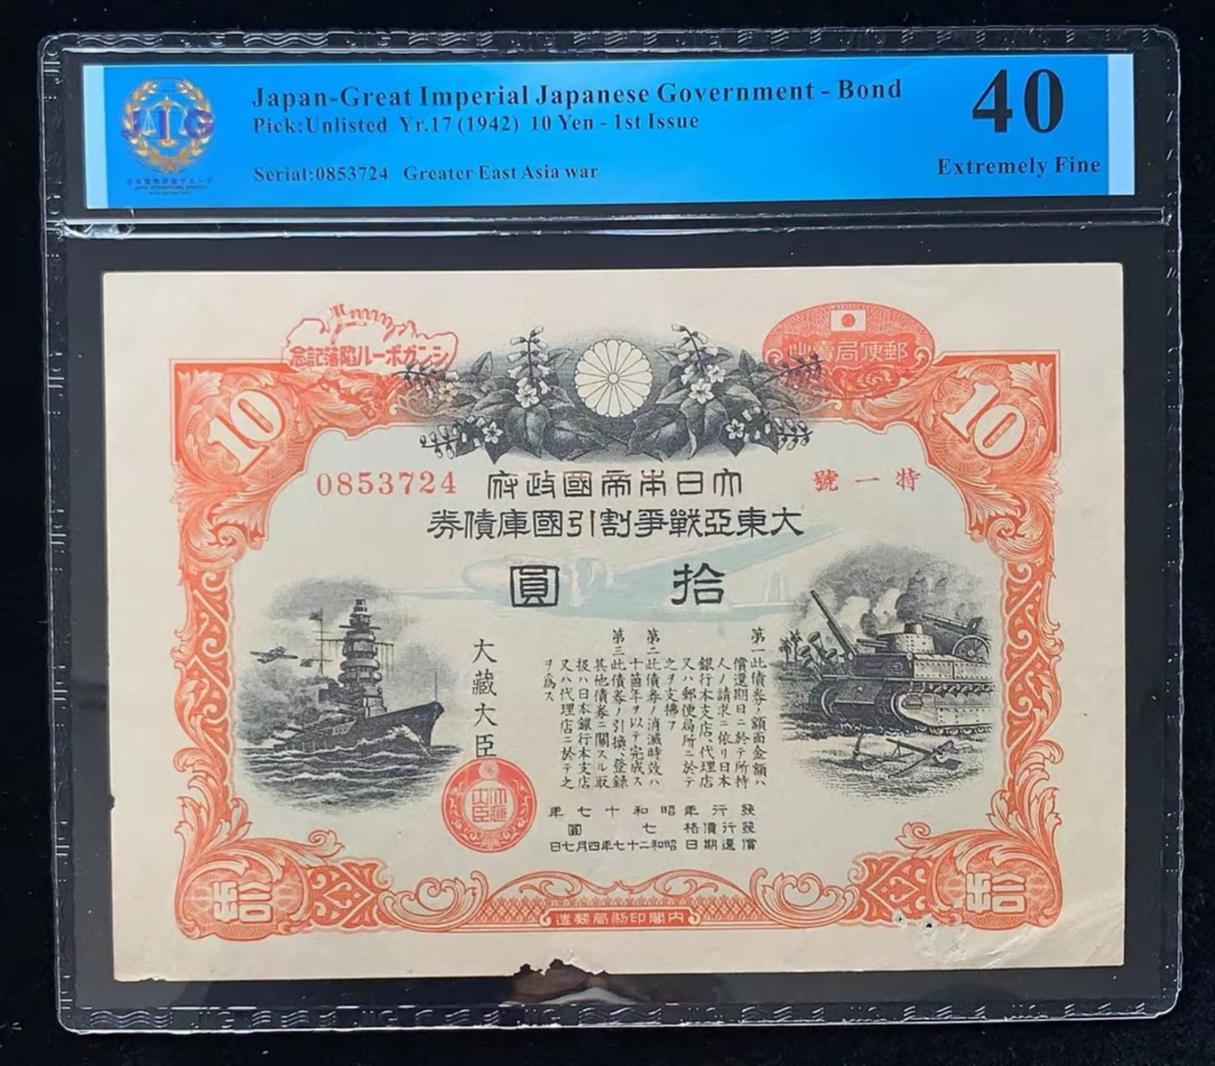 Japan-Great Imperial Japanese Government - Bond
Pick:Unlisted Yr.17 (1942) 10 Yen - 1st Issue
Serial:0853724 Greater East Asia war
40
Extremely Fine
JIG
シンガポール陥落記念
郵便局賣出
10
10
0853724
府政國帝本日大
號一特
券債庫國引割爭戰亞東大
圓 拾
第一此債券ノ額面金額ハ
償還期日ニ於テ所持
人ノ請求ニ依リ日本
銀行本支店、代理店
又ハ郵便局所ニ於テ
之ヲ支拂フ
第二此債券ノ消滅時效ハ
十箇年ヲ以テ完成ス
第三此債券ノ引換、登錄
其他債券ニ關スル取
扱ハ日本銀行本支店
又ハ代理店ニ於テ之
ヲ爲ス
大藏大臣
年七十和昭年行發
圓七格價行發
日七月四年七十二和昭日期還償
拾
拾
造製局刷印閣内